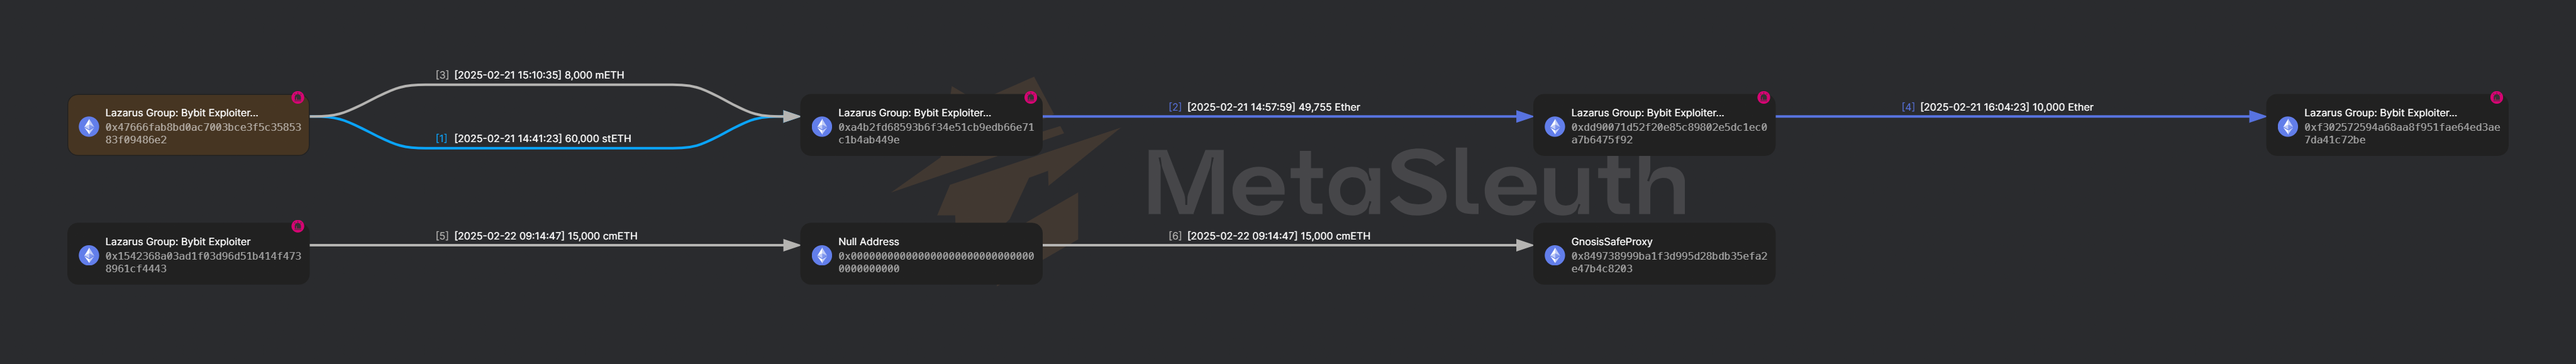 [3] [2025-02-21 15:10:35] 8,000 mETH
Lazarus Group: Bybit Exploiter...
0x47666fab8bd0ac7003bce3f5c35853
83f09486e2
[1] [2025-02-21 14:41:23] 60,000 stETH
Lazarus Group: Bybit Exploiter...
0xa4b2fd68593b6f34e51cb9edb66e71
c1b4ab449e
[2] [2025-02-21 14:57:59] 49,755 Ether
Lazarus Group: Bybit Exploiter...
0xdd90071d52f20e85c89802e5dc1ec0
a7b6475f92
[4] [2025-02-21 16:04:23] 10,000 Ether
Lazarus Group: Bybit Exploiter...
0xf302572594a68aa8f951fae64ed3ae
7da41c72be
MetaSleuth
Lazarus Group: Bybit Exploiter
0x1542368a03ad1f03d96d51b414f473
8961cf4443
[5] [2025-02-22 09:14:47] 15,000 cmETH
Null Address
0x000000000000000000000000000000
0000000000
[6] [2025-02-22 09:14:47] 15,000 cmETH
GnosisSafeProxy
0x849738999ba1f3d995d28bdb35efa2
e47b4c8203